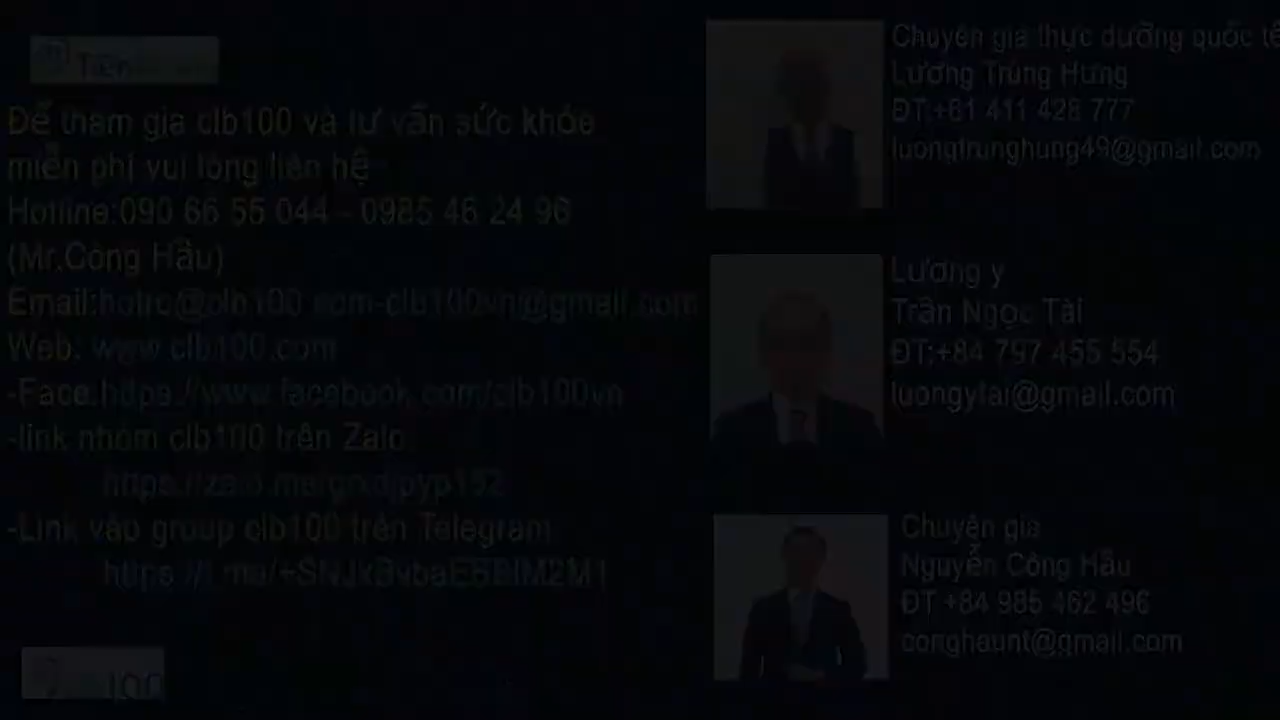 Tiên
Để tham gia clb100 và tư vấn sức khỏe
miễn phí vui lòng liên hệ
Hotline:090 66 55 044 - 0985 46 24 96
(Mr.Công Hầu)
Email:hotro@clb100.com-clb100vn@gmail.com
Web: www.clb100.com
-Face:https://www.facebook.com/clb100vn
-link nhóm clb100 trên Zalo
-Link vào group clb100 trên Telegram
100
Chuyên gia thực dưỡng quốc tế
Lương Trùng Hưng
ĐT:+61 411 428 777
luongtrunghung49@gmail.com
Lương y
Trần Ngọc Tài
ĐT:+84 797 455 554
luongytai@gmail.com
Chuyên gia
Nguyễn Công Hầu
ĐT +84 985 462 496
conghaunt@gmail.com